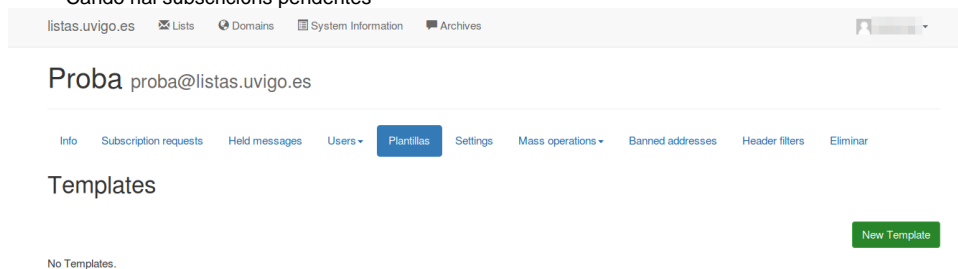 Cando hai subscricións pendentes
listas.uvigo.es Lists Domains System Information Archives
Proba proba@listas.uvigo.es
Info Subscription requests Held messages Users Plantillas Settings Mass operations Banned addresses Header filters Eliminar
Templates
New Template
No Templates.